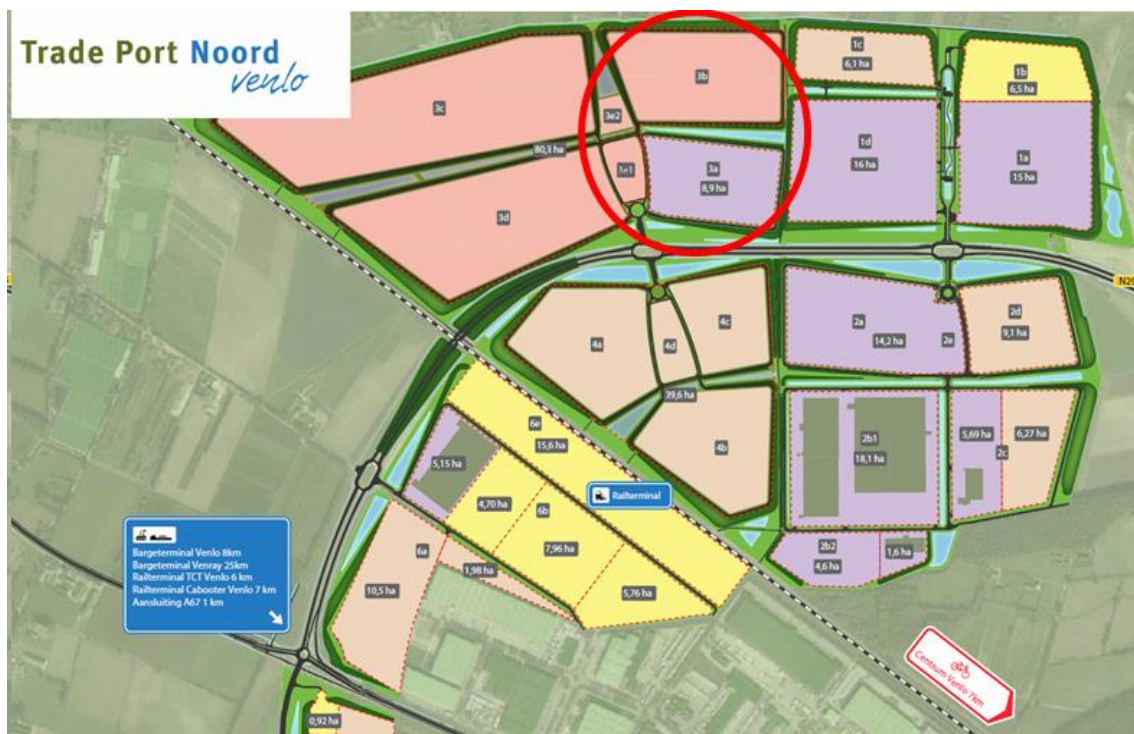 Trade Port Noord
venlo
1c
6,1 ha
1b
6,5 ha
3b
3c
3e2
80,3 ha
1e1
3a
8,9 ha
1d
16 ha
1a
15 ha
3d
N29
2a
14,2 ha
2e
2d
9,1 ha
4a
4d
4c
39,6 ha
4b
2b1
18,1 ha
5,69 ha
2c
6,27 ha
6e
15,6 ha
5,15 ha
4,70 ha
6b
7,96 ha
5,76 ha
Railterminal
2b2
4,6 ha
1,6 ha
6a
1,98 ha
10,5 ha
Bargeterminal Venlo 8km
Bargeteminal Venray 25km
Railterminal TCT Venlo 6 km
Railterminal Cabooter Venlo 7 km
Aansluiting A67 1 km
Centrum Venlo 7km
0,92 ha